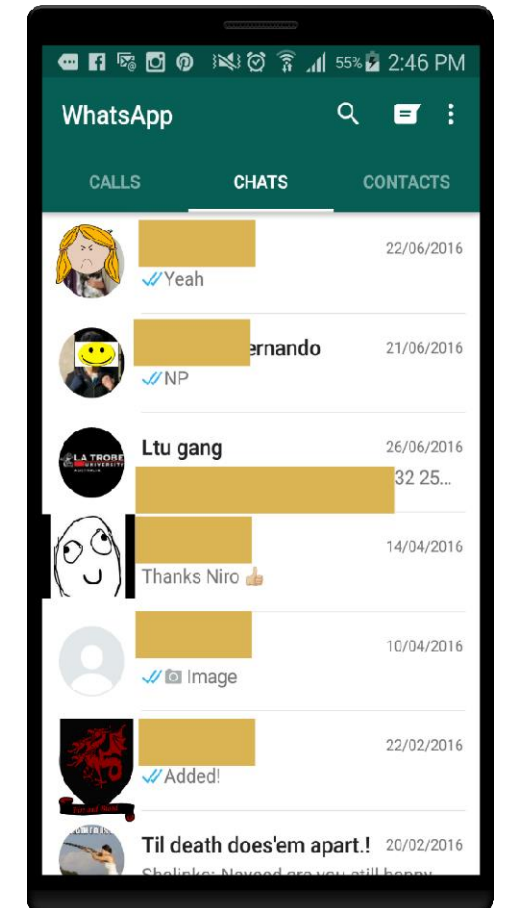 55% 2:46 PM
WhatsApp
CALLS CHATS CONTACTS
22/06/2016
Yeah
ernando 21/06/2016
NP
LA TROBE
UNIVERSITY
Ltu gang 26/06/2016
32 25...
14/04/2016
Thanks Niro 👍🏼
10/04/2016
Image
22/02/2016
Added!
Til death does'em apart.! 20/02/2016